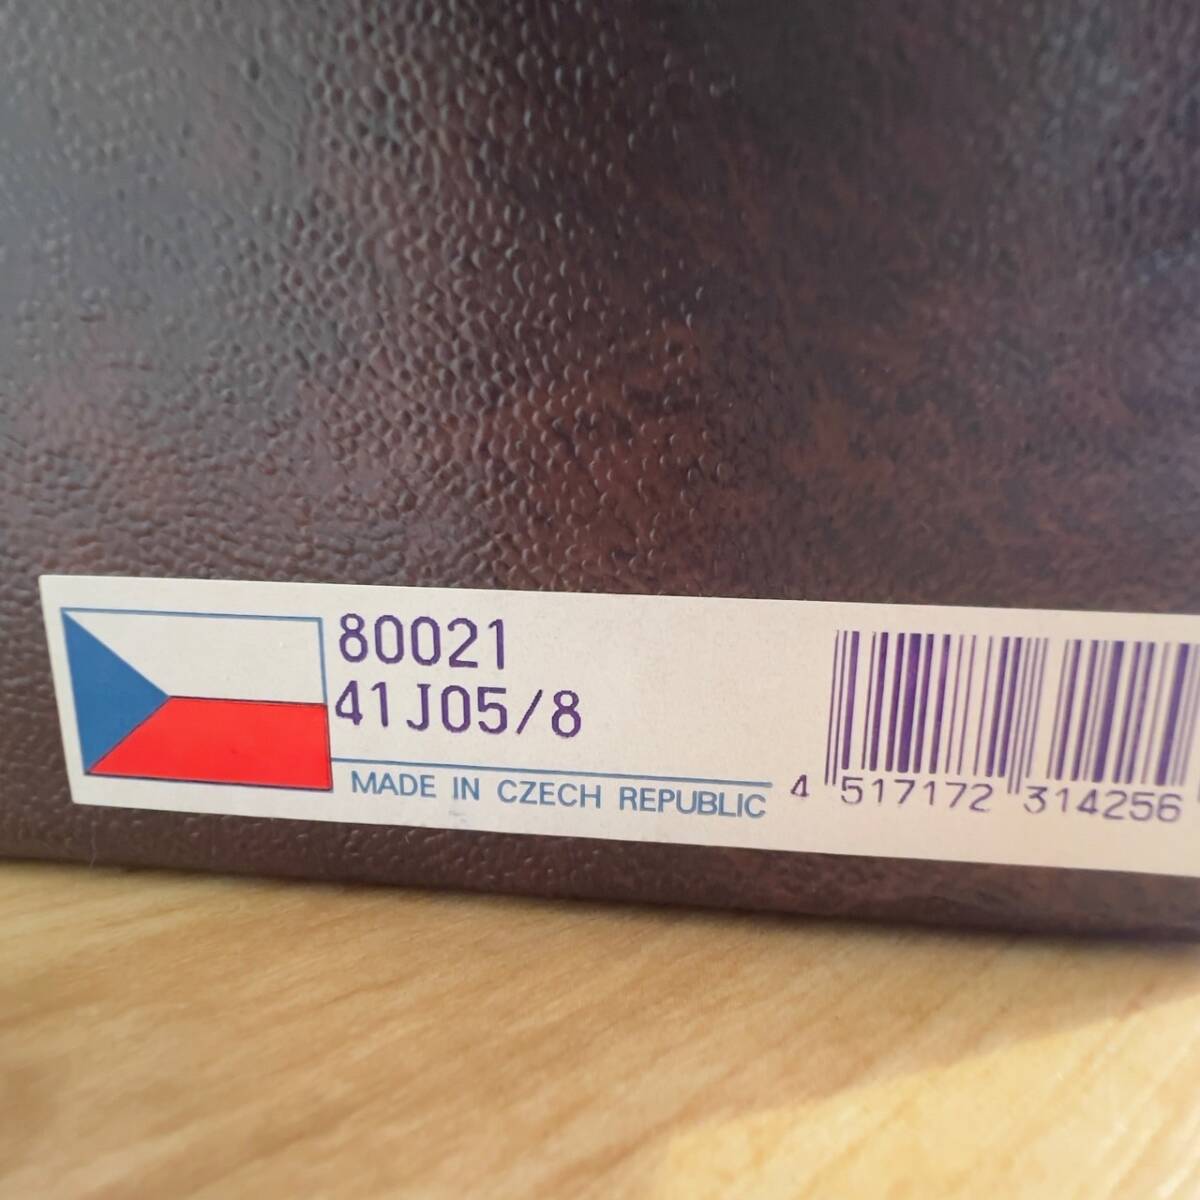 80021
41J05/8
MADE IN CZECH REPUBLIC
4 517172 314256